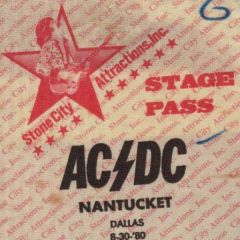 6
Stone City Attractions, Inc.
STAGE
PASS
AC/DC
NANTUCKET
DALLAS
8-30-'80